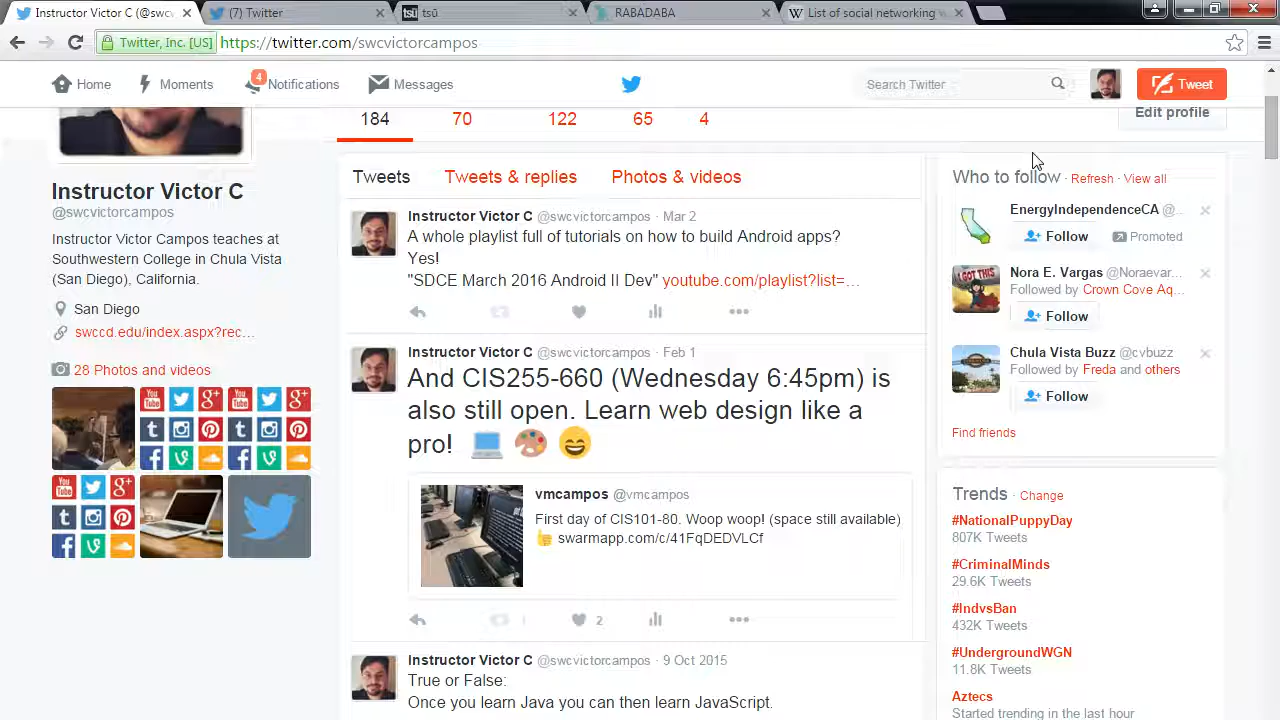 Instructor Victor C (@swc
(7) Twitter
tsū
RABADABA
List of social networking
Twitter, Inc. [US] https://twitter.com/swcvictorcampos
Home
Moments
4
Notifications
Messages
Search Twitter
Tweet
184
70
122
65
4
Edit profile
Instructor Victor C
@swcvictorcampos
Instructor Victor Campos teaches at
Southwestern College in Chula Vista
(San Diego), California.
San Diego
swccd.edu/index.aspx?rec…
28 Photos and videos
Tweets
Tweets & replies
Photos & videos
Instructor Victor C @swcvictorcampos · Mar 2
A whole playlist full of tutorials on how to build Android apps?
Yes!
"SDCE March 2016 Android II Dev" youtube.com/playlist?list=…
Instructor Victor C @swcvictorcampos · Feb 1
And CIS255-660 (Wednesday 6:45pm) is
also still open. Learn web design like a
pro! 💻 🎨 😄
vmcampos @vmcampos
First day of CIS101-80. Woop woop! (space still available)
👍 swarmapp.com/c/41FqDEDVLCf
1
2
Instructor Victor C @swcvictorcampos · 9 Oct 2015
True or False:
Once you learn Java you can then learn JavaScript.
Who to follow · Refresh · View all
EnergyIndependenceCA @...
Follow
Promoted
Nora E. Vargas @Noraevar...
Followed by Crown Cove Aq...
Follow
Chula Vista Buzz @cvbuzz
Followed by Freda and others
Follow
Find friends
Trends · Change
#NationalPuppyDay
807K Tweets
#CriminalMinds
29.6K Tweets
#IndvsBan
432K Tweets
#UndergroundWGN
11.8K Tweets
Aztecs
Started trending in the last hour